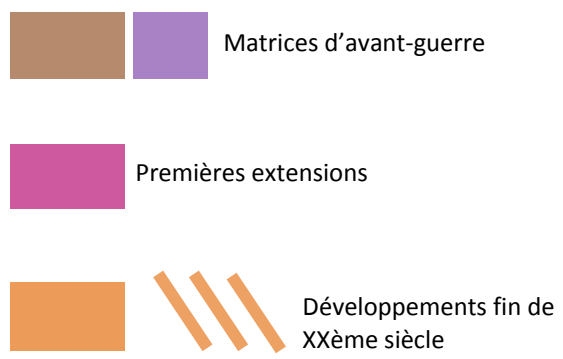 Matrices d’avant-guerre
Premières extensions
Développements fin de
XXème siècle